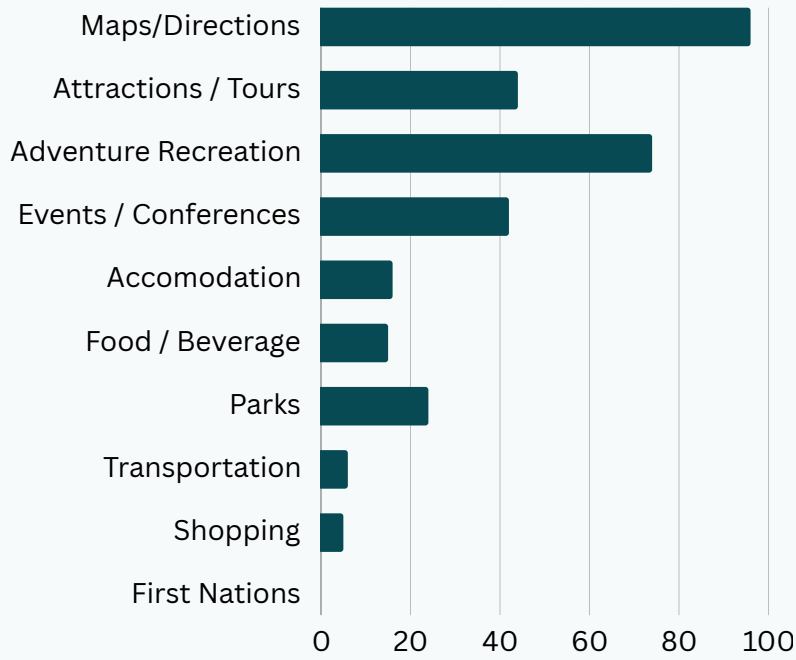 Maps/Directions
Attractions / Tours
Adventure Recreation
Events / Conferences
Accomodation
Food / Beverage
Parks
Transportation
Shopping
First Nations
0 20 40 60 80 100